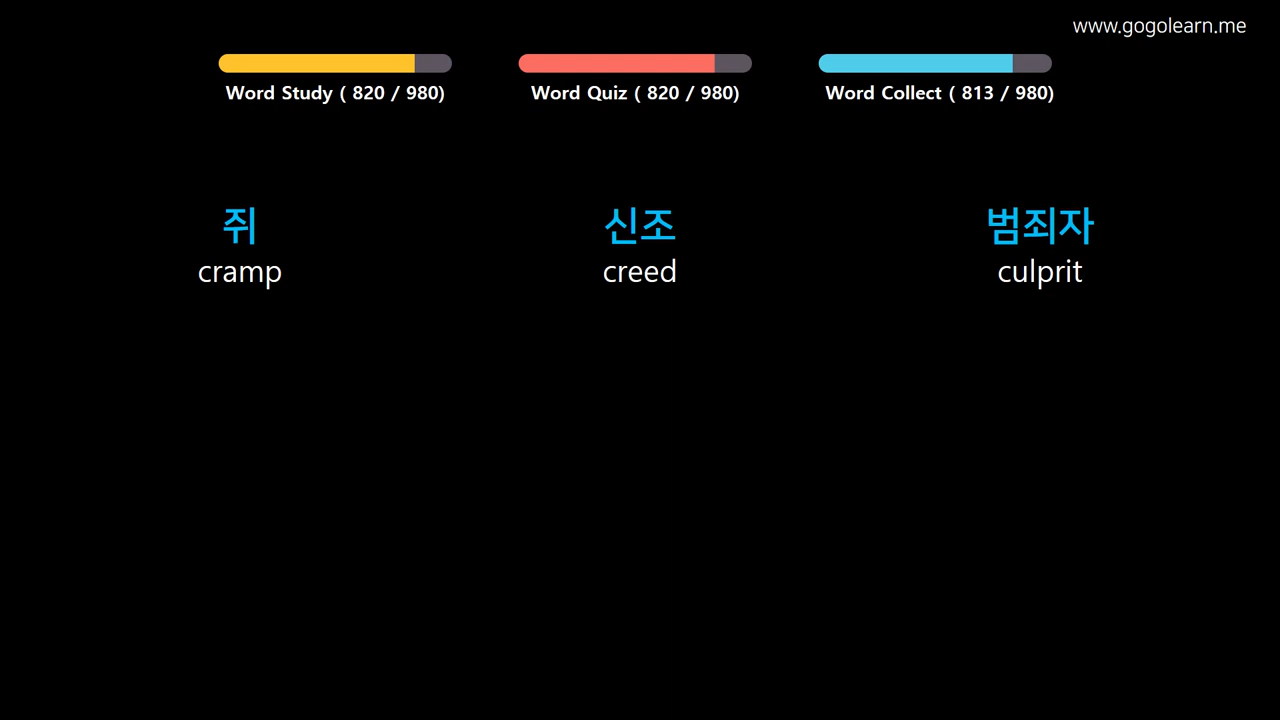 www.gogolearn.me
Word Study ( 820 / 980)
Word Quiz ( 820 / 980)
Word Collect ( 813 / 980)
쥐
cramp
신조
creed
범죄자
culprit